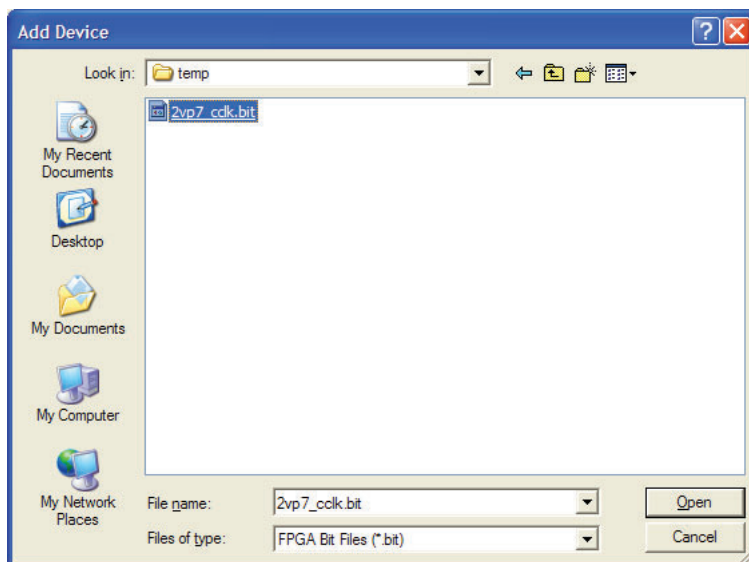 Add Device
Look in:
temp
2vp7_cclk.bit
My Recent
Documents
Desktop
My Documents
My Computer
My Network
Places
File name:
2vp7_cclk.bit
Open
Files of type:
FPGA Bit Files (*.bit)
Cancel